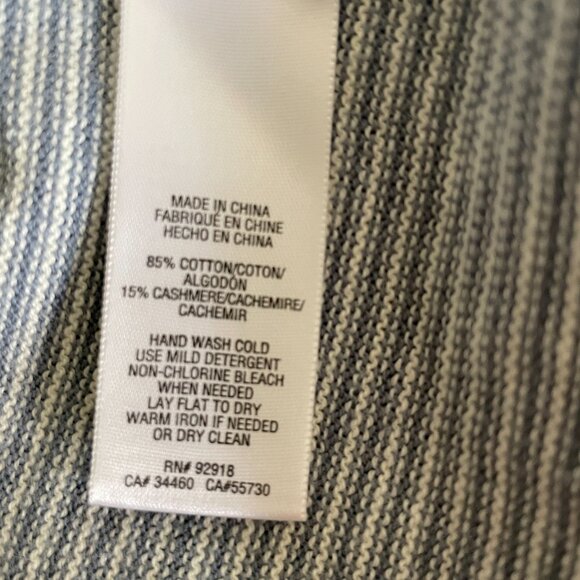 MADE IN CHINA
FABRIQUÉ EN CHINE
HECHO EN CHINA
85% COTTON/COTON/
ALGODÓN
15% CASHMERE/CACHEMIRE/
CACHEMIR
HAND WASH COLD
USE MILD DETERGENT
NON-CHLORINE BLEACH
WHEN NEEDED
LAY FLAT TO DRY
WARM IRON IF NEEDED
OR DRY CLEAN
RN# 92918
CA# 34460 CA#55730